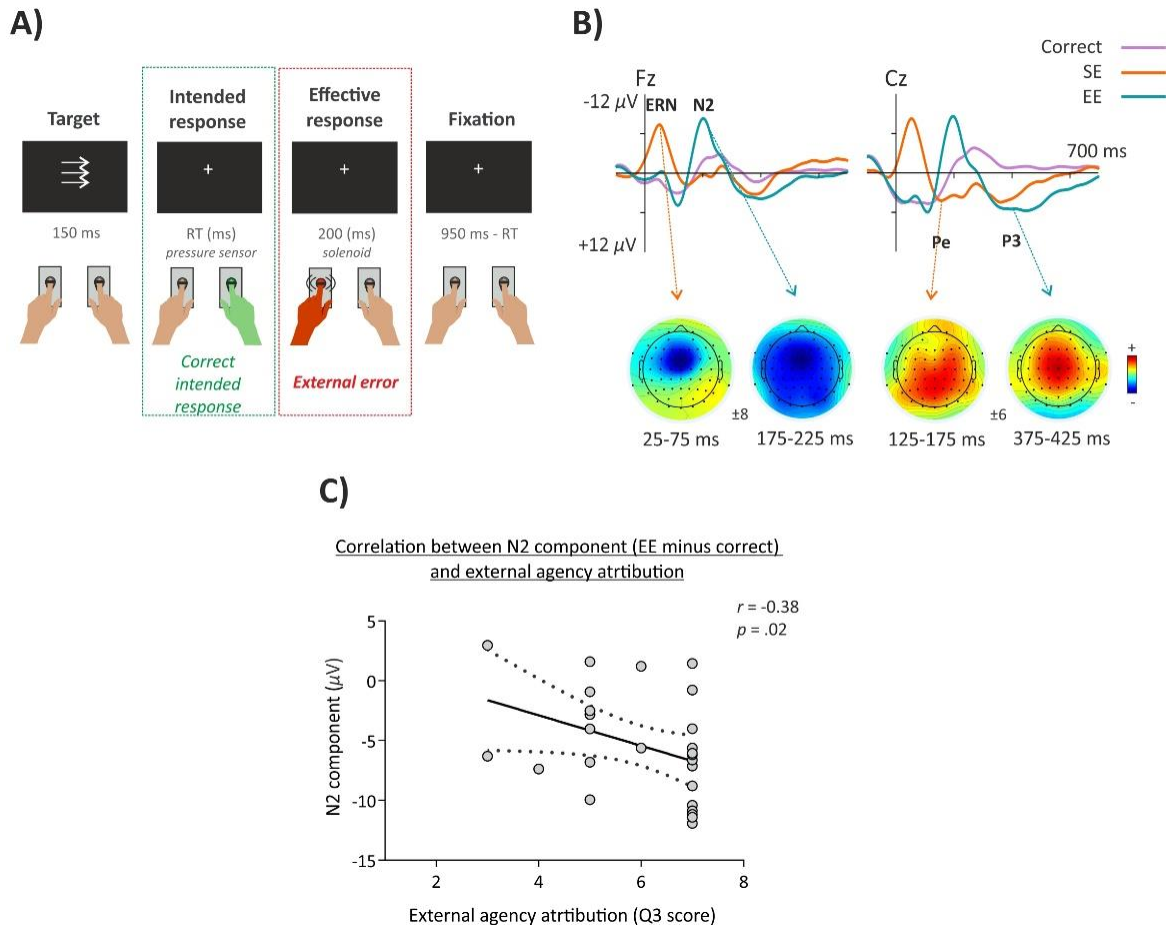 A)
Target
Intended
response
Effective
response
Fixation
150 ms
RT (ms)
pressure sensor
200 (ms)
solenoid
950 ms - RT
Correct
intended
response
External error
B)
Correct
SE
EE
Fz
-12 µV
ERN
N2
+12 µV
Cz
700 ms
Pe
P3
±8
±6
+
-
25-75 ms
175-225 ms
125-175 ms
375-425 ms
C)
Correlation between N2 component (EE minus correct)
and external agency atrtibution
r = -0.38
p = .02
N2 component (µV)
5
0
-5
-10
-15
2
4
6
8
External agency atrtibution (Q3 score)